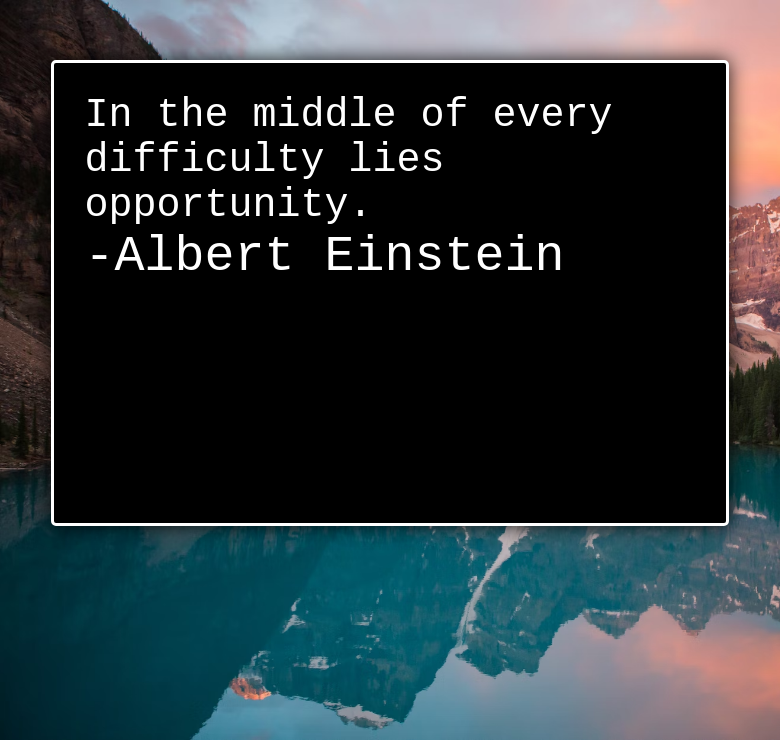 In the middle of every
difficulty lies
opportunity.
-Albert Einstein